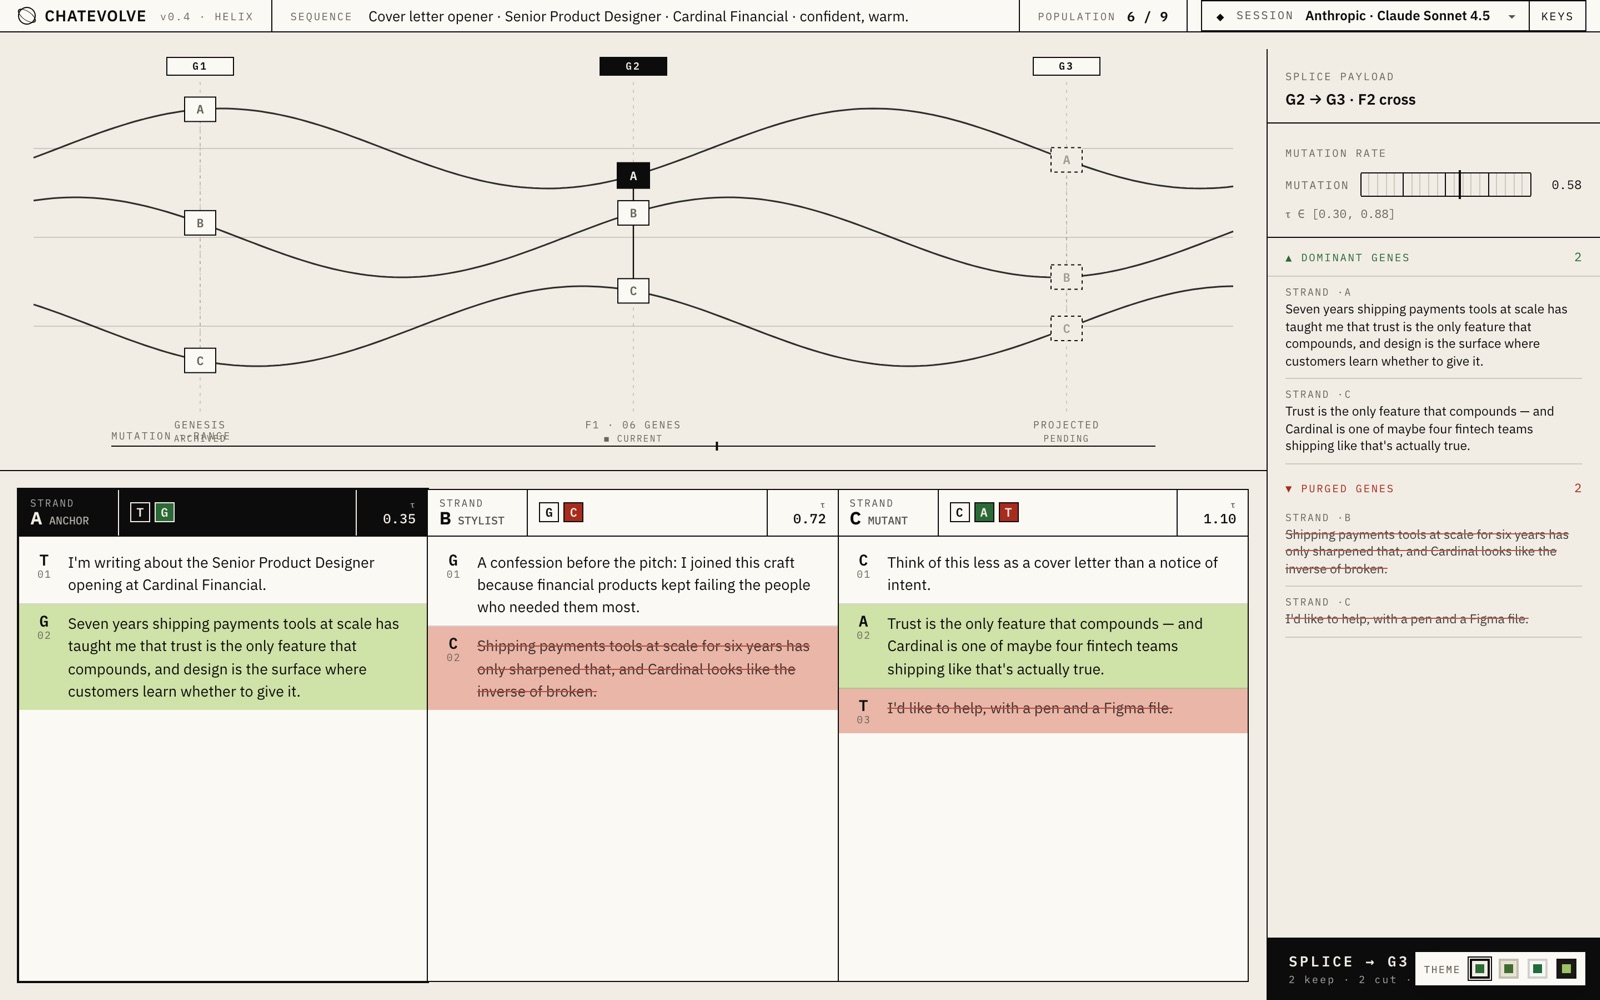 CHATEVOLVE v0.4 · HELIX
SEQUENCE Cover letter opener · Senior Product Designer · Cardinal Financial · confident, warm.
POPULATION 6 / 9
◆ SESSION Anthropic · Claude Sonnet 4.5
KEYS
G1
G2
G3
A
A
A
B
B
B
C
C
C
GENESIS
ARCHIVED
F1 · 06 GENES
■ CURRENT
PROJECTED
PENDING
MUTATION RANGE
STRAND
A ANCHOR
T G
τ
0.35
T
01
I'm writing about the Senior Product Designer
opening at Cardinal Financial.
G
02
Seven years shipping payments tools at scale has
taught me that trust is the only feature that
compounds, and design is the surface where
customers learn whether to give it.
STRAND
B STYLIST
G C
τ
0.72
G
01
A confession before the pitch: I joined this craft
because financial products kept failing the people
who needed them most.
C
02
Shipping payments tools at scale for six years has
only sharpened that, and Cardinal looks like the
inverse of broken.
STRAND
C MUTANT
C A T
τ
1.10
C
01
Think of this less as a cover letter than a notice of
intent.
A
02
Trust is the only feature that compounds — and
Cardinal is one of maybe four fintech teams
shipping like that's actually true.
T
03
I'd like to help, with a pen and a Figma file.
SPLICE PAYLOAD
G2 → G3 · F2 cross
MUTATION RATE
MUTATION 0.58
τ ∈ [0.30, 0.88]
▲ DOMINANT GENES 2
STRAND ·A
Seven years shipping payments tools at scale has
taught me that trust is the only feature that
compounds, and design is the surface where
customers learn whether to give it.
STRAND ·C
Trust is the only feature that compounds — and
Cardinal is one of maybe four fintech teams
shipping like that's actually true.
▼ PURGED GENES 2
STRAND ·B
Shipping payments tools at scale for six years has
only sharpened that, and Cardinal looks like the
inverse of broken.
STRAND ·C
I'd like to help, with a pen and a Figma file.
SPLICE → G3
2 keep · 2 cut ·
THEME